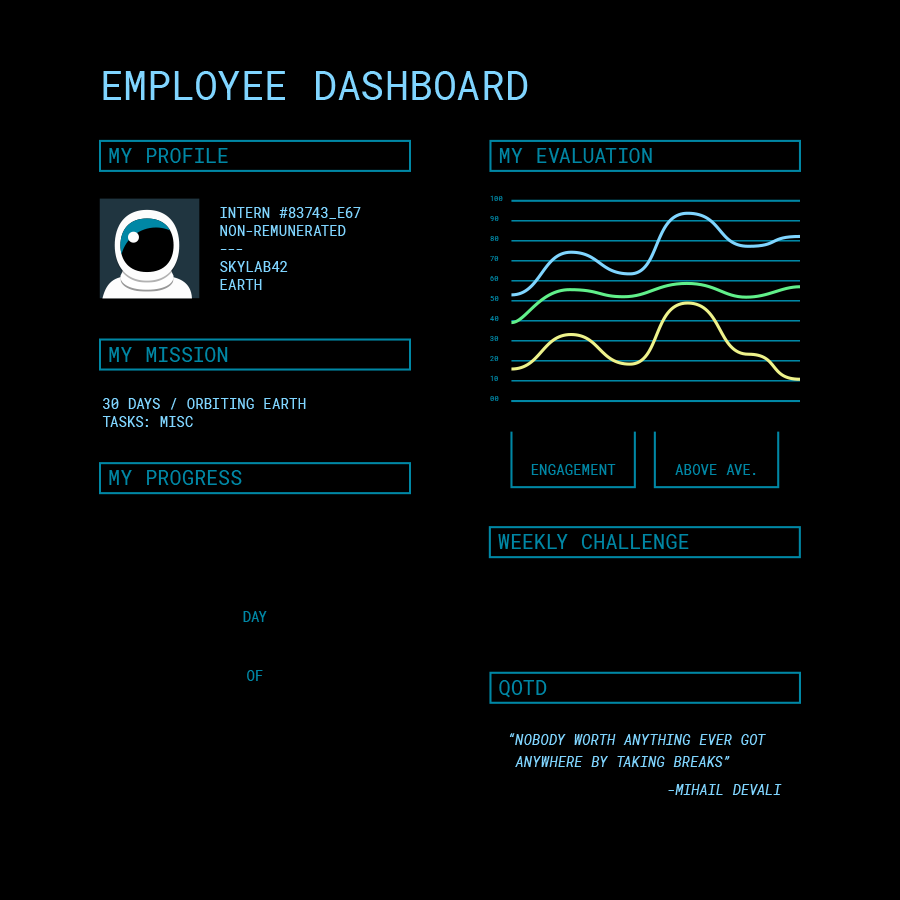 EMPLOYEE DASHBOARD
MY PROFILE
INTERN #83743_E67
NON-REMUNERATED
---
SKYLAB42
EARTH
MY MISSION
30 DAYS / ORBITING EARTH
TASKS: MISC
MY PROGRESS
DAY
OF
MY EVALUATION
100
90
80
70
60
50
40
30
20
10
00
ENGAGEMENT
ABOVE AVE.
WEEKLY CHALLENGE
QOTD
“NOBODY WORTH ANYTHING EVER GOT
ANYWHERE BY TAKING BREAKS”
-MIHAIL DEVALI